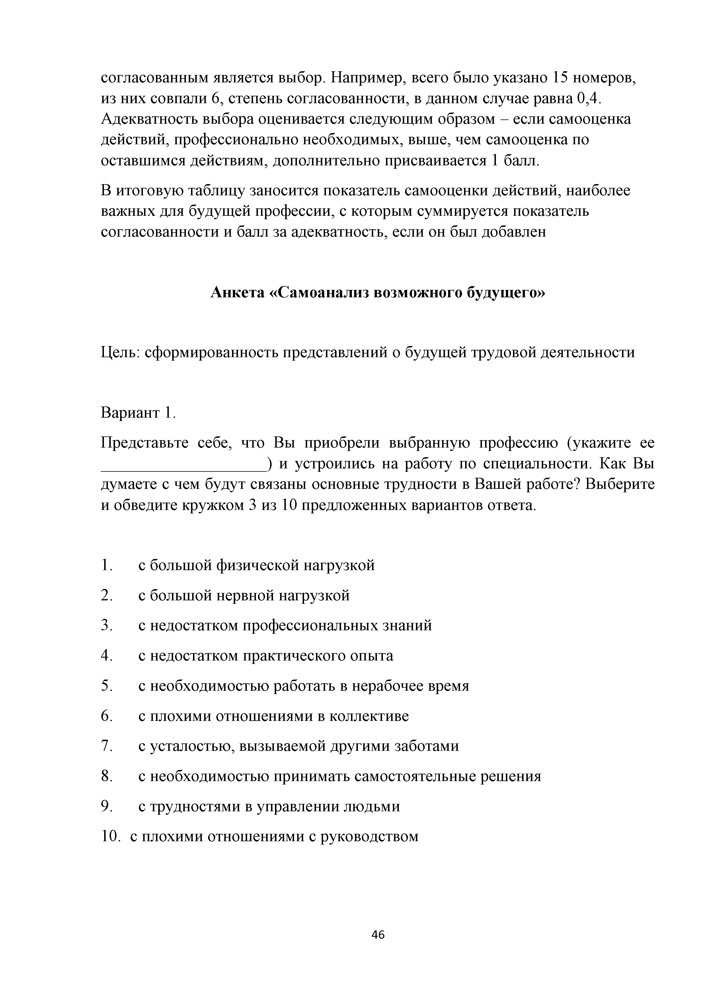 согласованным является выбор. Например, всего было указано 15 номеров,
из них совпали 6, степень согласованности, в данном случае равна 0,4.
Адекватность выбора оценивается следующим образом – если самооценка
действий, профессионально необходимых, выше, чем самооценка по
оставшимся действиям, дополнительно присваивается 1 балл.
В итоговую таблицу заносится показатель самооценки действий, наиболее
важных для будущей профессии, с которым суммируется показатель
согласованности и балл за адекватность, если он был добавлен
Анкета «Самоанализ возможного будущего»
Цель: сформированность представлений о будущей трудовой деятельности
Вариант 1.
Представьте себе, что Вы приобрели выбранную профессию (укажите ее
____________________) и устроились на работу по специальности. Как Вы
думаете с чем будут связаны основные трудности в Вашей работе? Выберите
и обведите кружком 3 из 10 предложенных вариантов ответа.
1. с большой физической нагрузкой
2. с большой нервной нагрузкой
3. с недостатком профессиональных знаний
4. с недостатком практического опыта
5. с необходимостью работать в нерабочее время
6. с плохими отношениями в коллективе
7. с усталостью, вызываемой другими заботами
8. с необходимостью принимать самостоятельные решения
9. с трудностями в управлении людьми
10. с плохими отношениями с руководством
46